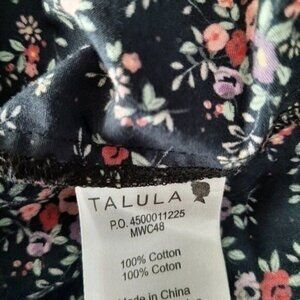 TALULA
P.O. 4500011225
MWC48
100% Cotton
100% Coton
Made in China